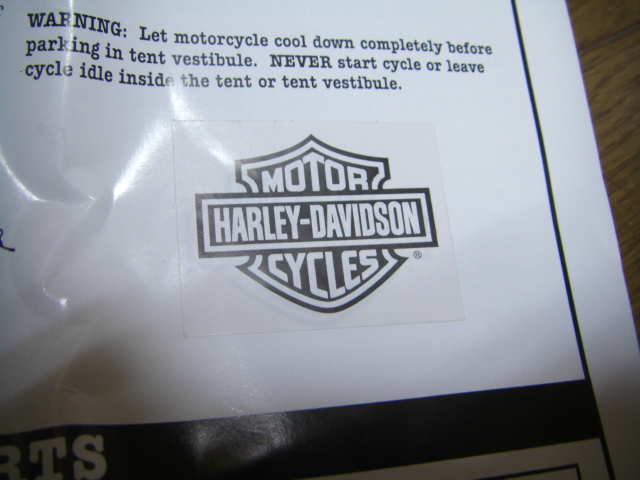 WARNING: Let motorcycle cool down completely before
parking in tent vestibule. NEVER start cycle or leave
cycle idle inside the tent or tent vestibule.
MOTOR
HARLEY-DAVIDSON
CYCLES®
RTS